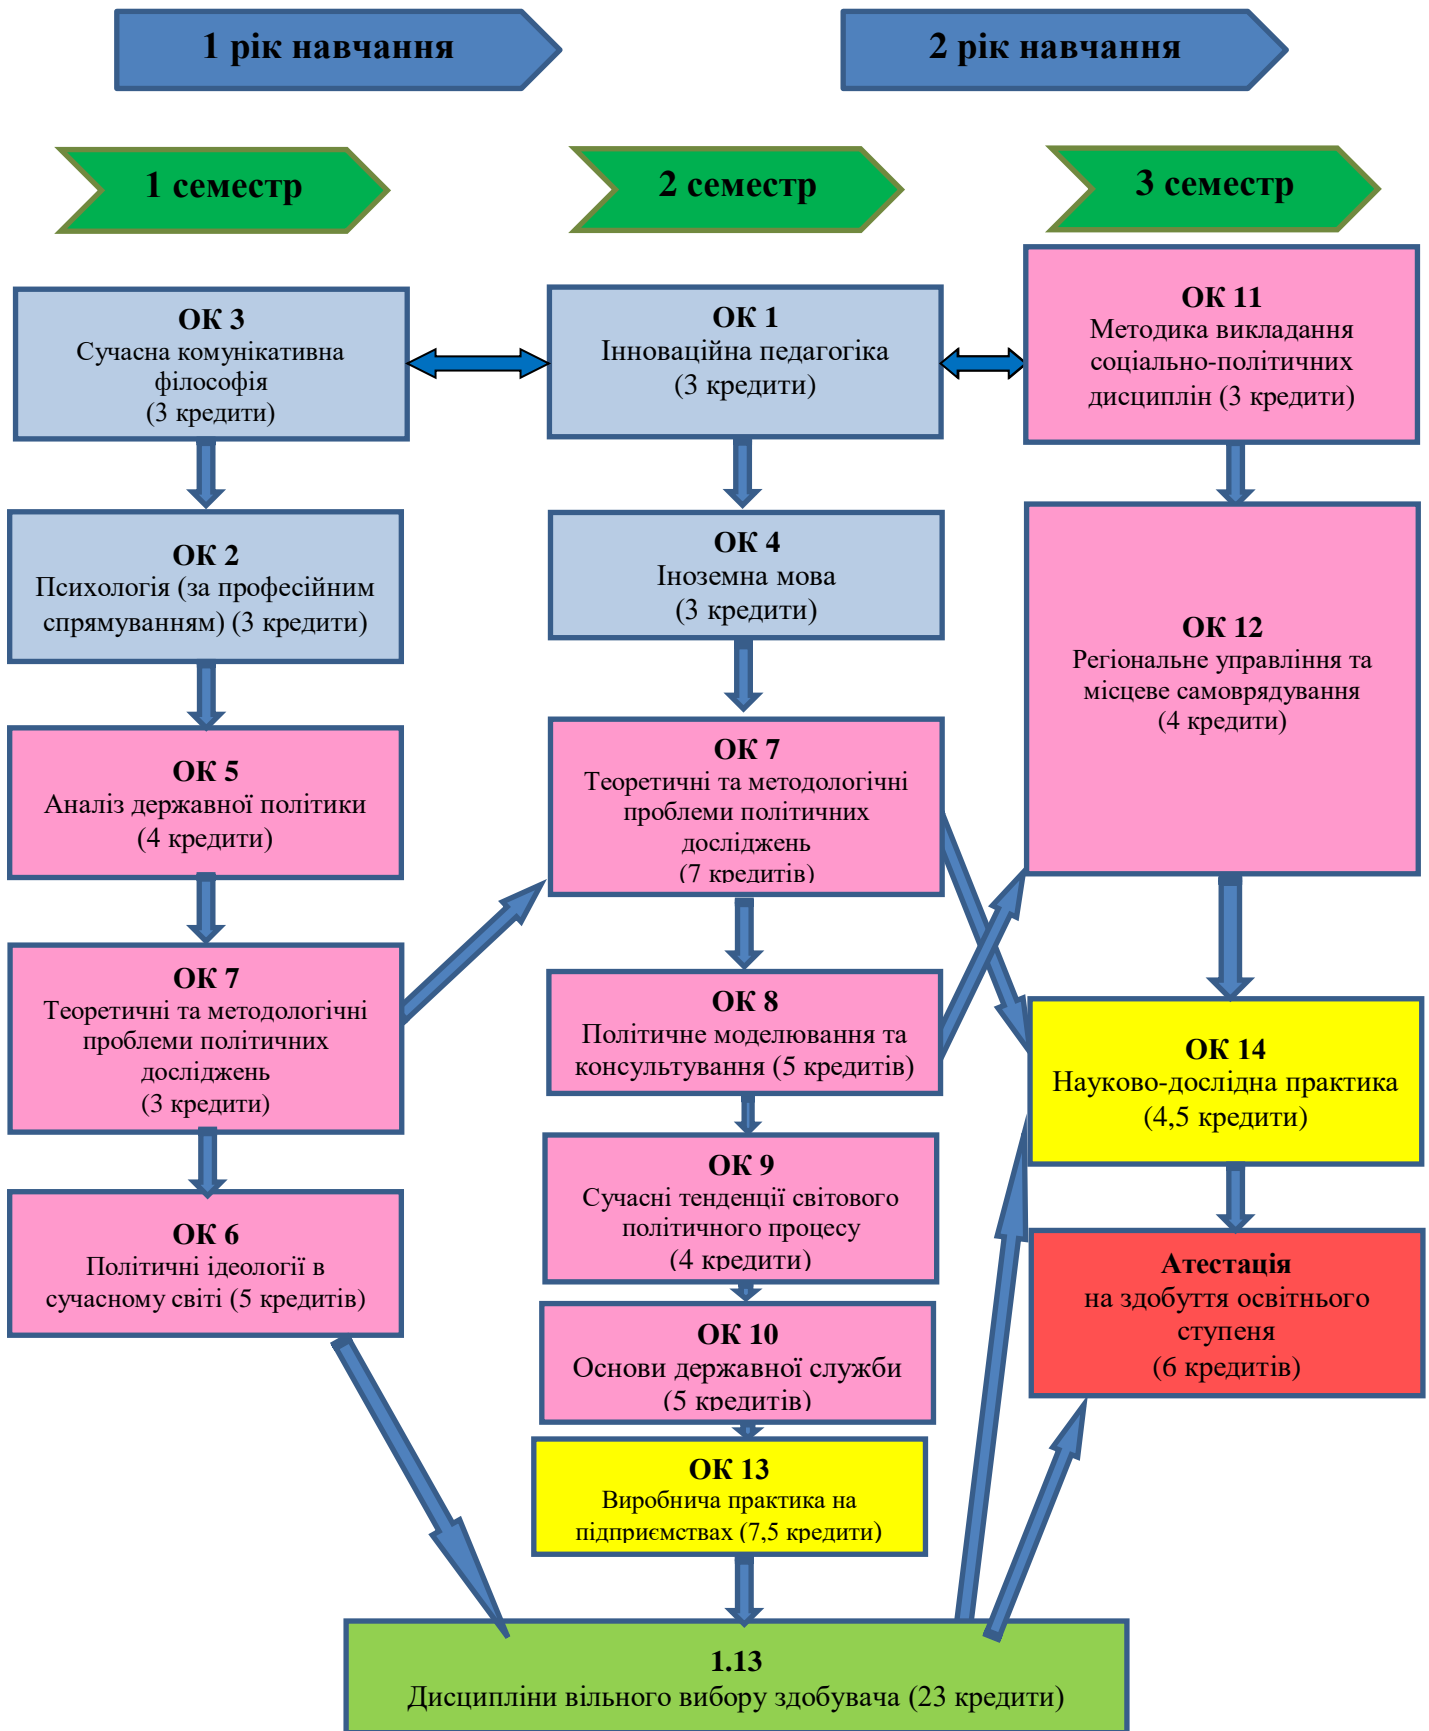 1 рік навчання
2 рік навчання
1 семестр
2 семестр
3 семестр
ОК 3
Сучасна комунікативна
філософія
(3 кредити)
ОК 2
Психологія (за професійним
спрямуванням) (3 кредити)
ОК 5
Аналіз державної політики
(4 кредити)
ОК 7
Теоретичні та методологічні
проблеми політичних
досліджень
(3 кредити)
ОК 6
Політичні ідеології в
сучасному світі (5 кредитів)
ОК 1
Інноваційна педагогіка
(3 кредити)
ОК 4
Іноземна мова
(3 кредити)
ОК 7
Теоретичні та методологічні
проблеми політичних
досліджень
(7 кредитів)
ОК 8
Політичне моделювання та
консультування (5 кредитів)
ОК 9
Сучасні тенденції світового
політичного процесу
(4 кредити)
ОК 10
Основи державної служби
(5 кредитів)
ОК 13
Виробнича практика на
підприємствах (7,5 кредити)
ОК 11
Методика викладання
соціально-політичних
дисциплін (3 кредити)
ОК 12
Регіональне управління та
місцеве самоврядування
(4 кредити)
ОК 14
Науково-дослідна практика
(4,5 кредити)
Атестація
на здобуття освітнього
ступеня
(6 кредитів)
1.13
Дисципліни вільного вибору здобувача (23 кредити)